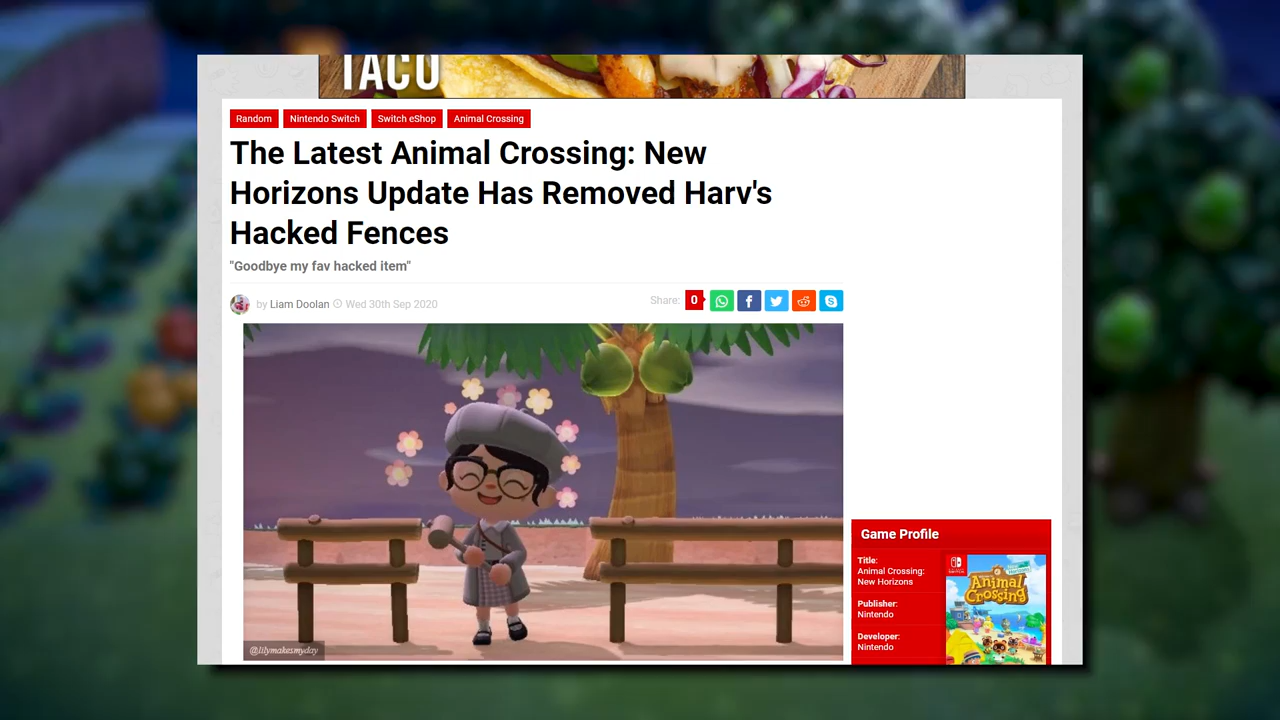 TACO
Random Nintendo Switch Switch eShop Animal Crossing
The Latest Animal Crossing: New
Horizons Update Has Removed Harv's
Hacked Fences
"Goodbye my fav hacked item"
by Liam Doolan Wed 30th Sep 2020
Share: 0
@lilymakesmyday
Game Profile
Title:
Animal Crossing:
New Horizons
Publisher:
Nintendo
Developer:
Nintendo
Animal
Crossing